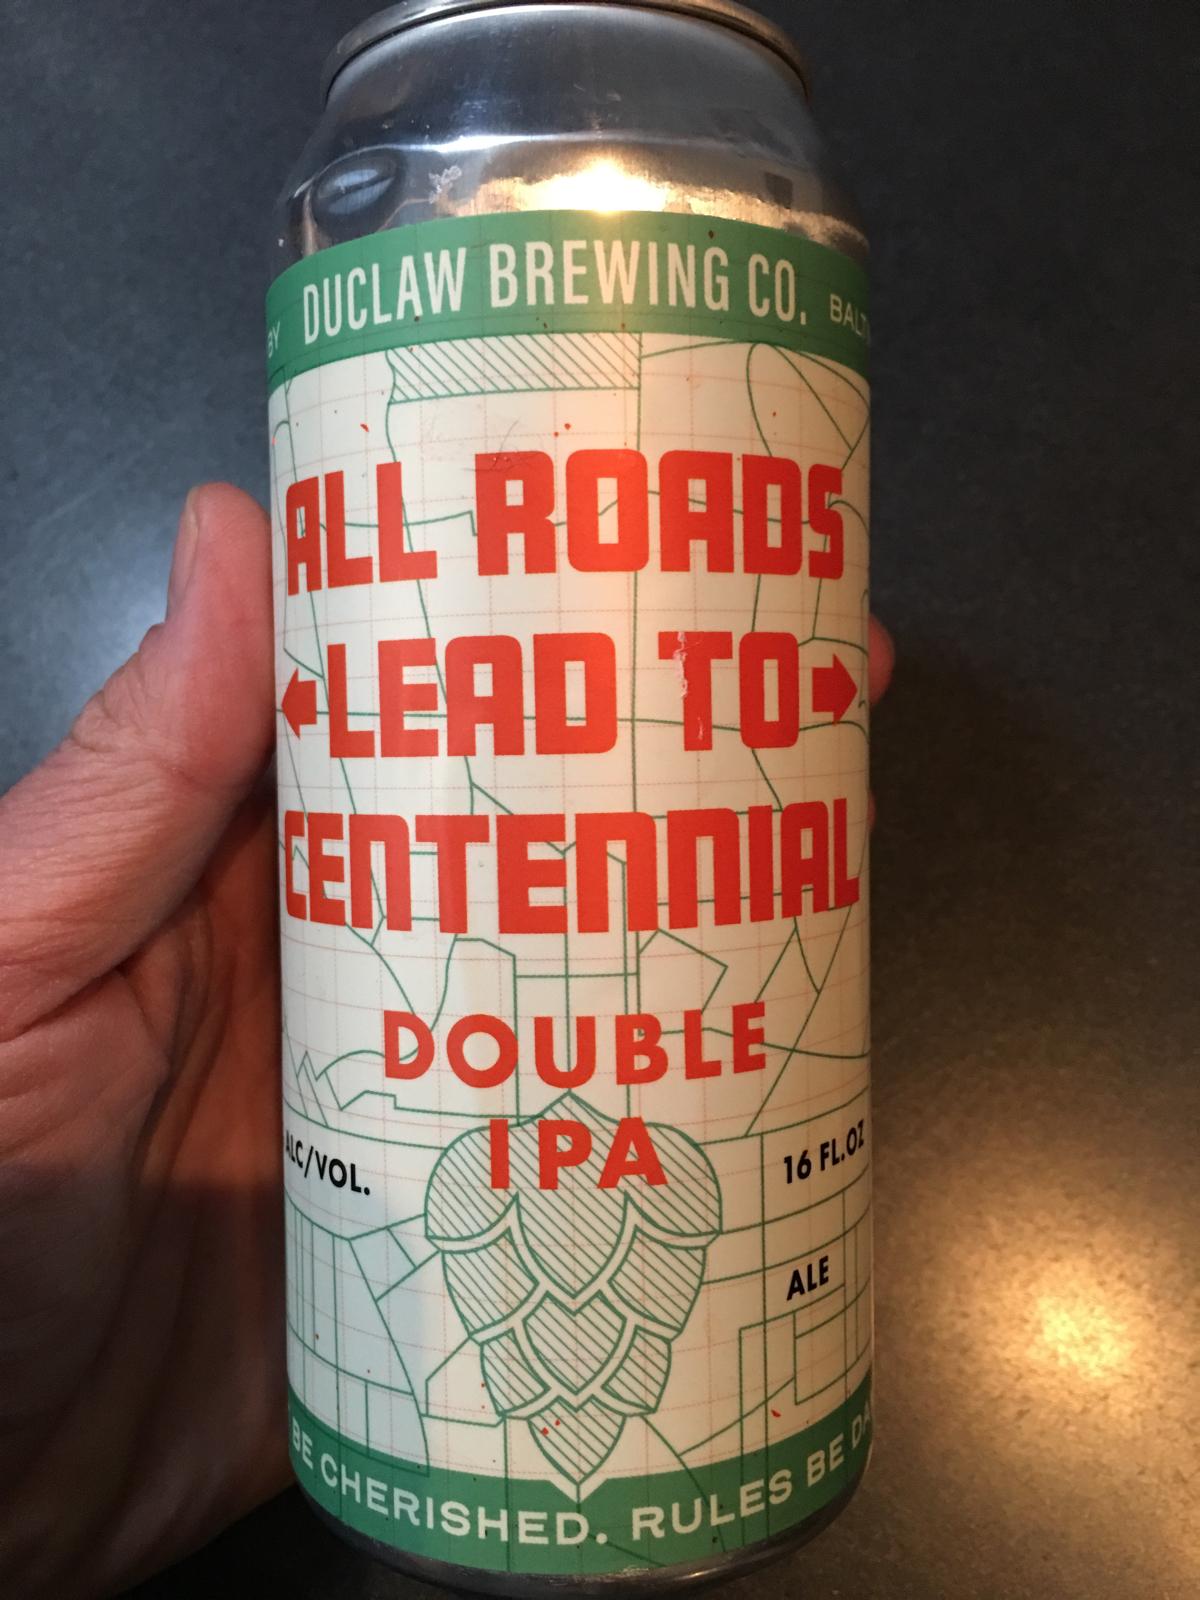 BY DUCLAW BREWING CO.
ALL ROADS
LEAD TO
CENTENNIAL
DOUBLE
IPA
ALC/VOL.
16 FL.OZ
ALE
BE CHERISHED. RULES BE